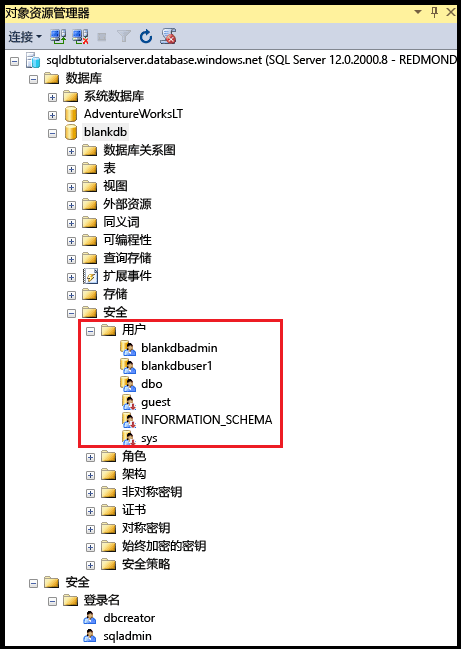 对象资源管理器
连接
sqldbtutorialserver.database.windows.net (SQL Server 12.0.2000.8 - REDMOND
数据库
系统数据库
AdventureWorksLT
blankdb
数据库关系图
表
视图
外部资源
同义词
可编程性
查询存储
扩展事件
存储
安全
用户
blankdbadmin
blankdbuser1
dbo
guest
INFORMATION_SCHEMA
sys
角色
架构
非对称密钥
证书
对称密钥
始终加密的密钥
安全策略
安全
登录名
dbcreator
sqladmin